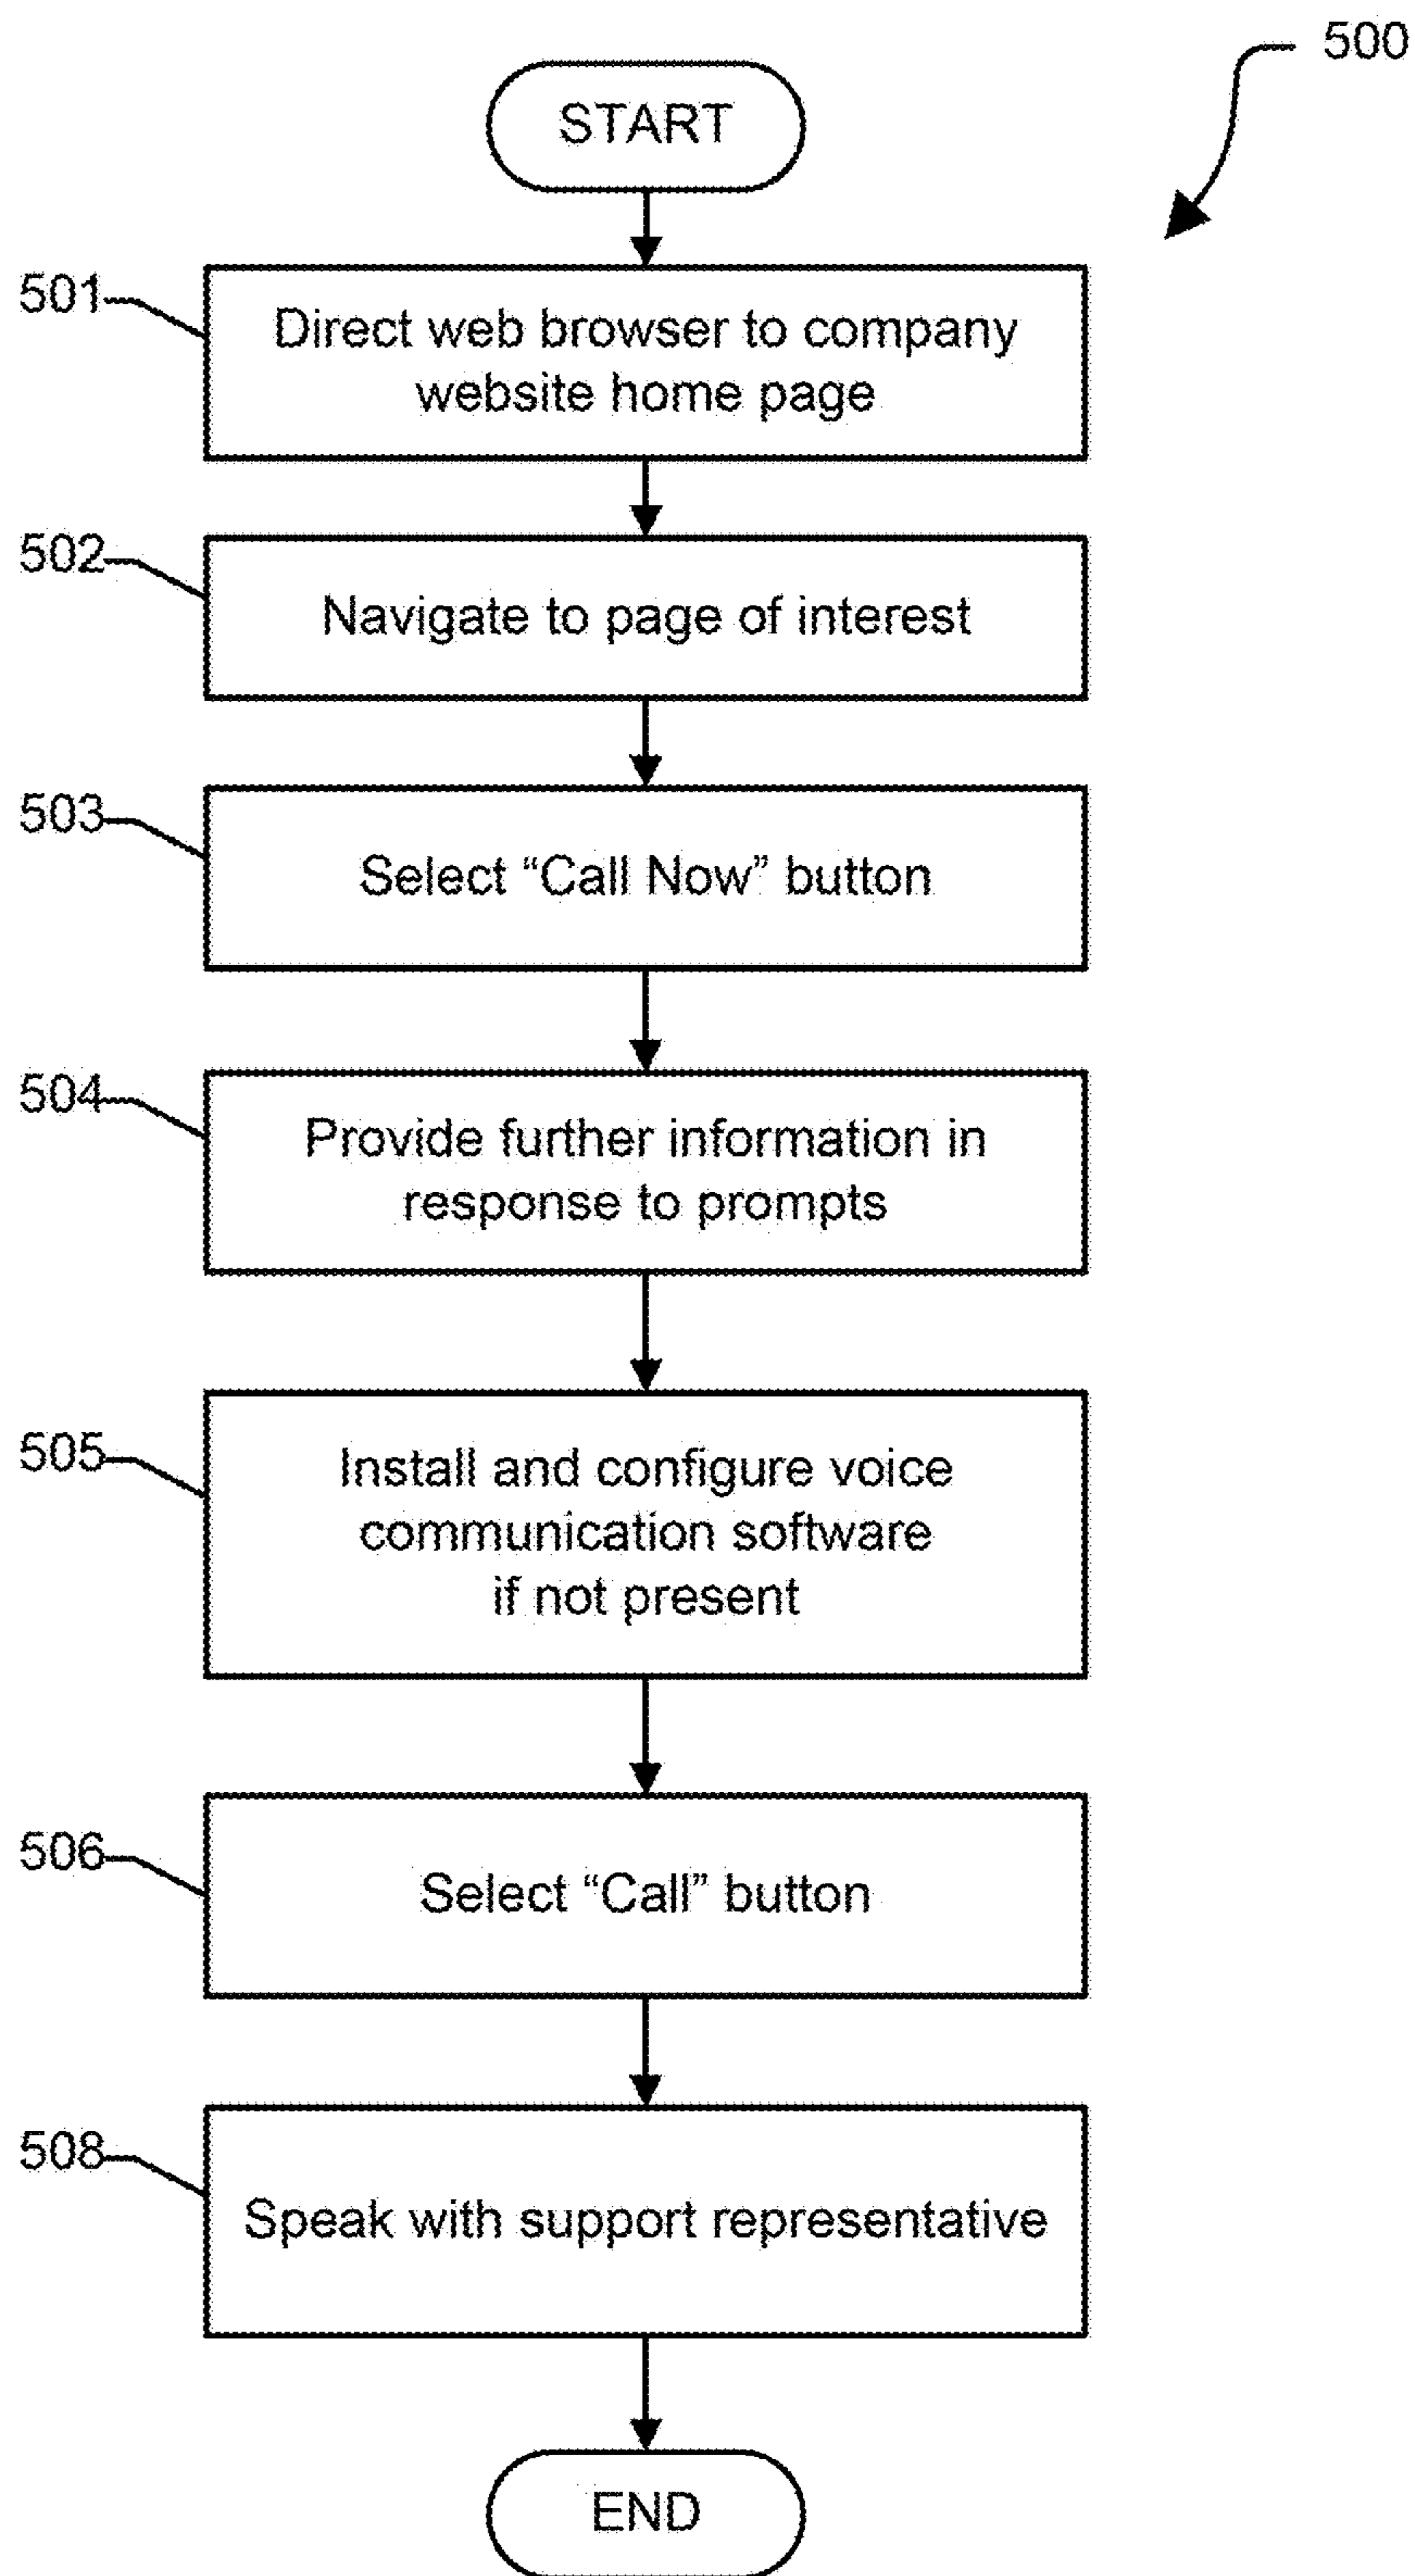 500
START
501
Direct web browser to company
website home page
502
Navigate to page of interest
503
Select “Call Now” button
504
Provide further information in
response to prompts
505
Install and configure voice
communication software
if not present
506
Select “Call” button
508
Speak with support representative
END